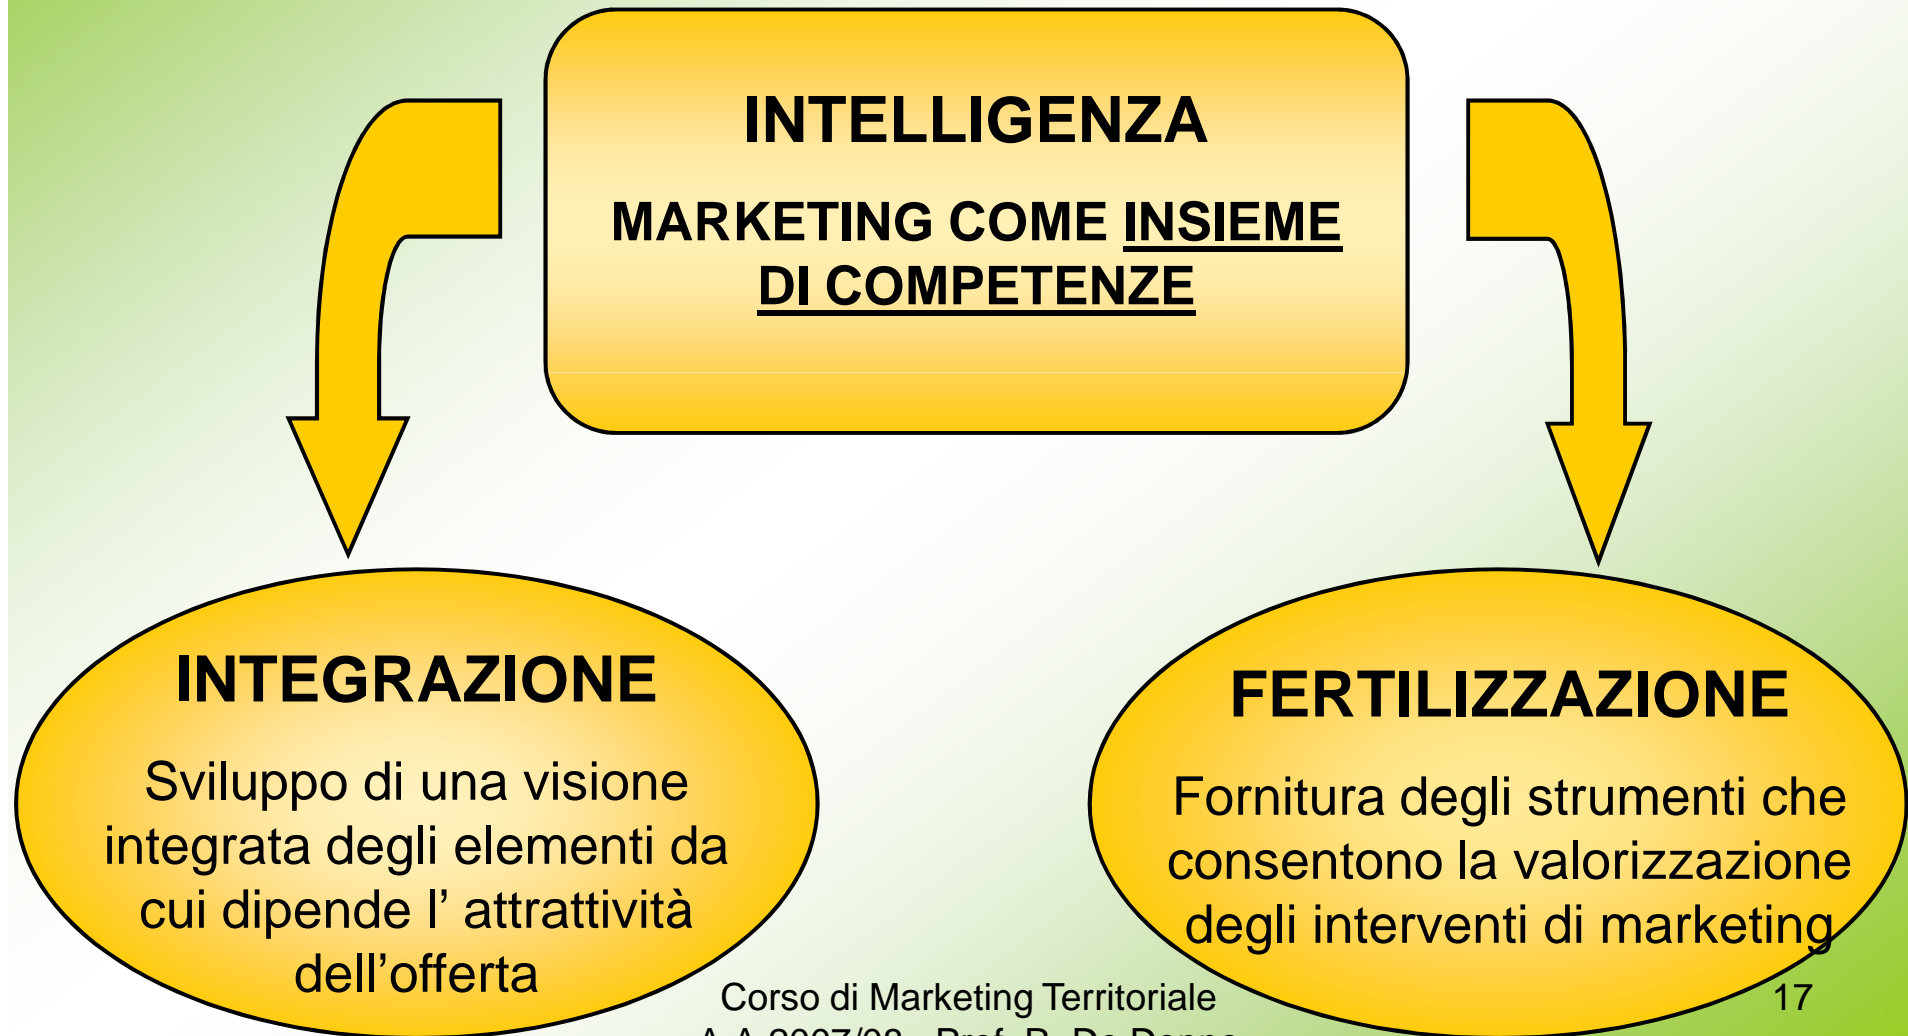 INTELLIGENZA
MARKETING COME INSIEME
DI COMPETENZE
INTEGRAZIONE
Sviluppo di una visione
integrata degli elementi da
cui dipende l’ attrattività
dell’offerta
FERTILIZZAZIONE
Fornitura degli strumenti che
consentono la valorizzazione
degli interventi di marketing
Corso di Marketing Territoriale
17